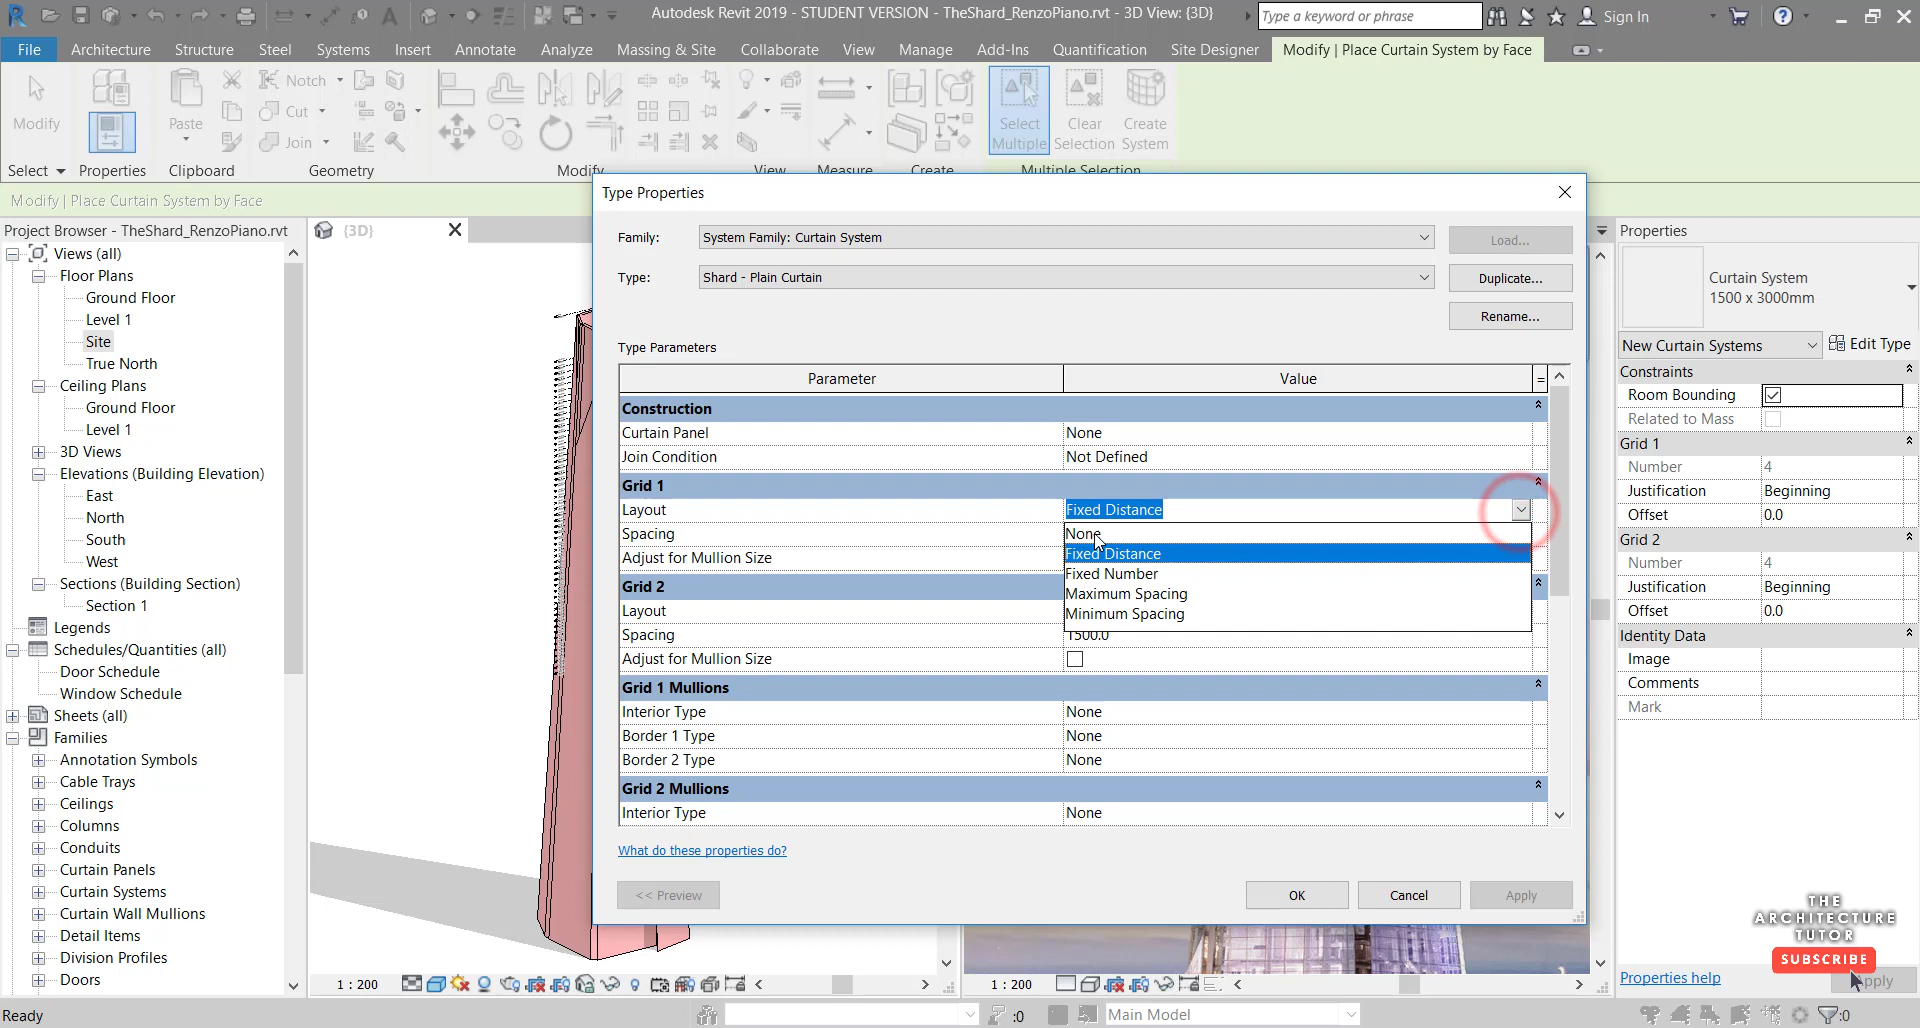 Autodesk Revit 2019 - STUDENT VERSION - TheShard_RenzoPiano.rvt - 3D View: {3D}
Type a keyword or phrase
Sign In
File Architecture Structure Steel Systems Insert Annotate Analyze Massing & Site Collaborate View Manage Add-Ins Quantification Site Designer Modify | Place Curtain System by Face
Modify
Paste
Notch
Cut
Join
Select Multiple
Clear Selection
Create System
Select Properties Clipboard Geometry Modify View Measure Create Multiple Selection
Modify | Place Curtain System by Face
Project Browser - TheShard_RenzoPiano.rvt
Views (all)
Floor Plans
Ground Floor
Level 1
Site
True North
Ceiling Plans
Ground Floor
Level 1
3D Views
Elevations (Building Elevation)
East
North
South
West
Sections (Building Section)
Section 1
Legends
Schedules/Quantities (all)
Door Schedule
Window Schedule
Sheets (all)
Families
Annotation Symbols
Cable Trays
Ceilings
Columns
Conduits
Curtain Panels
Curtain Systems
Curtain Wall Mullions
Detail Items
Division Profiles
Doors
{3D}
Type Properties
Family: System Family: Curtain System Load...
Type: Shard - Plain Curtain Duplicate...
Rename...
Type Parameters
Parameter Value =
Construction
Curtain Panel None
Join Condition Not Defined
Grid 1
Layout Fixed Distance
Spacing
Adjust for Mullion Size
None
Fixed Distance
Fixed Number
Maximum Spacing
Minimum Spacing
Grid 2
Layout
Spacing 1500.0
Adjust for Mullion Size
Grid 1 Mullions
Interior Type None
Border 1 Type None
Border 2 Type None
Grid 2 Mullions
Interior Type None
What do these properties do?
<< Preview OK Cancel Apply
Properties
Curtain System
1500 x 3000mm
New Curtain Systems Edit Type
Constraints
Room Bounding
Related to Mass
Grid 1
Number 4
Justification Beginning
Offset 0.0
Grid 2
Number 4
Justification Beginning
Offset 0.0
Identity Data
Image
Comments
Mark
THE
ARCHITECTURE
TUTOR
SUBSCRIBE
Properties help
1 : 200
1 : 200
Ready
:0
Main Model
:0